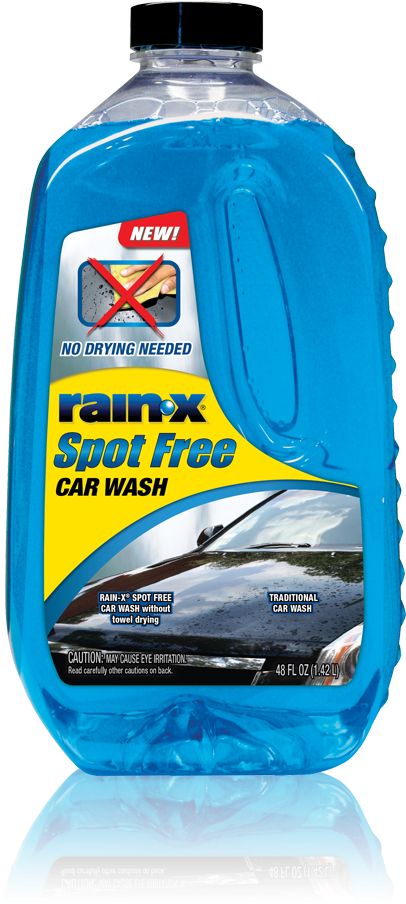 NEW!
NO DRYING NEEDED
rain·x®
Spot Free
CAR WASH
RAIN-X® SPOT FREE
CAR WASH without
towel drying
TRADITIONAL
CAR WASH
CAUTION: MAY CAUSE EYE IRRITATION.
Read carefully other cautions on back.
48 FL OZ (1.42 L)